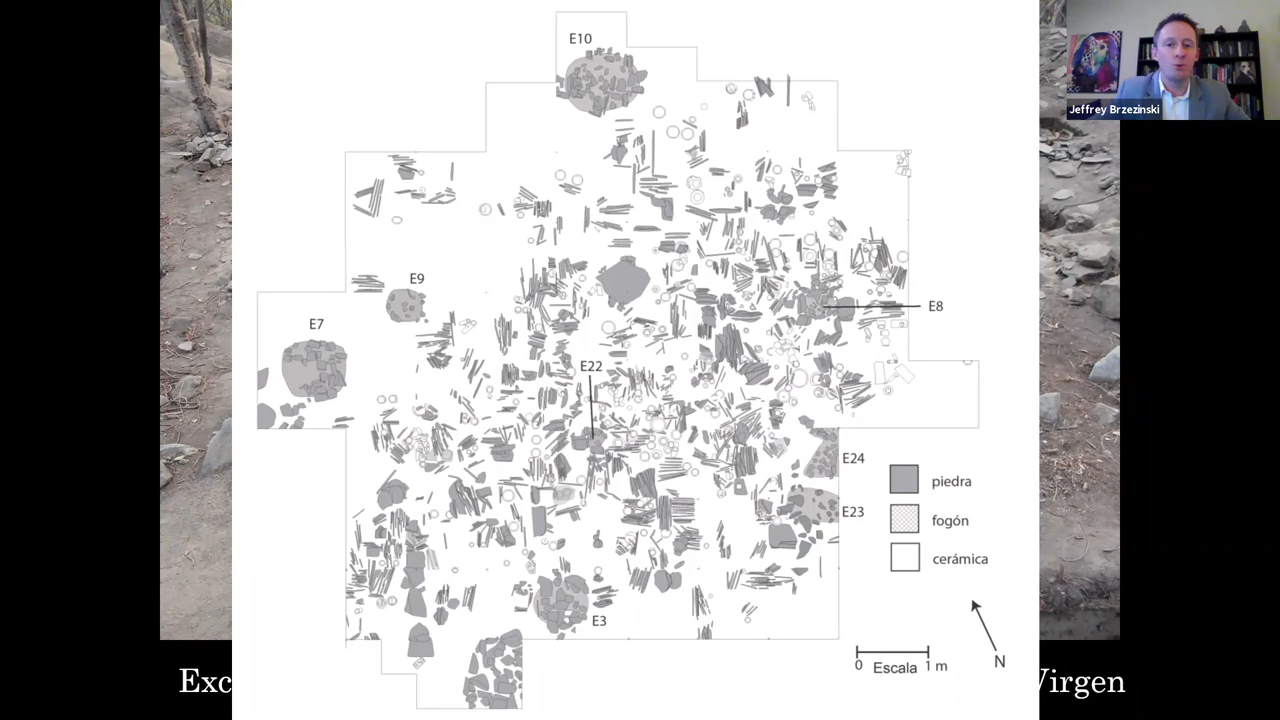 Jeffrey Brzezinski
E10
E9
E7
E8
E22
E24
E23
E3
piedra
fogón
cerámica
N
0 Escala 1 m
Exc
Virgen